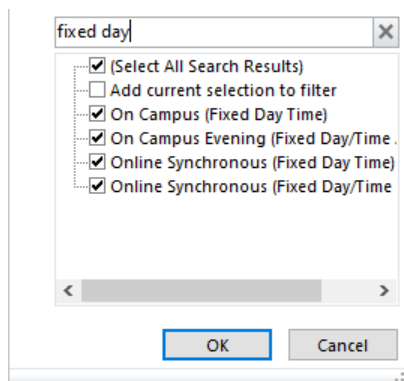 fixed day
(Select All Search Results)
Add current selection to filter
On Campus (Fixed Day Time)
On Campus Evening (Fixed Day/Time
Online Synchronous (Fixed Day Time)
Online Synchronous (Fixed Day/Time
OK Cancel